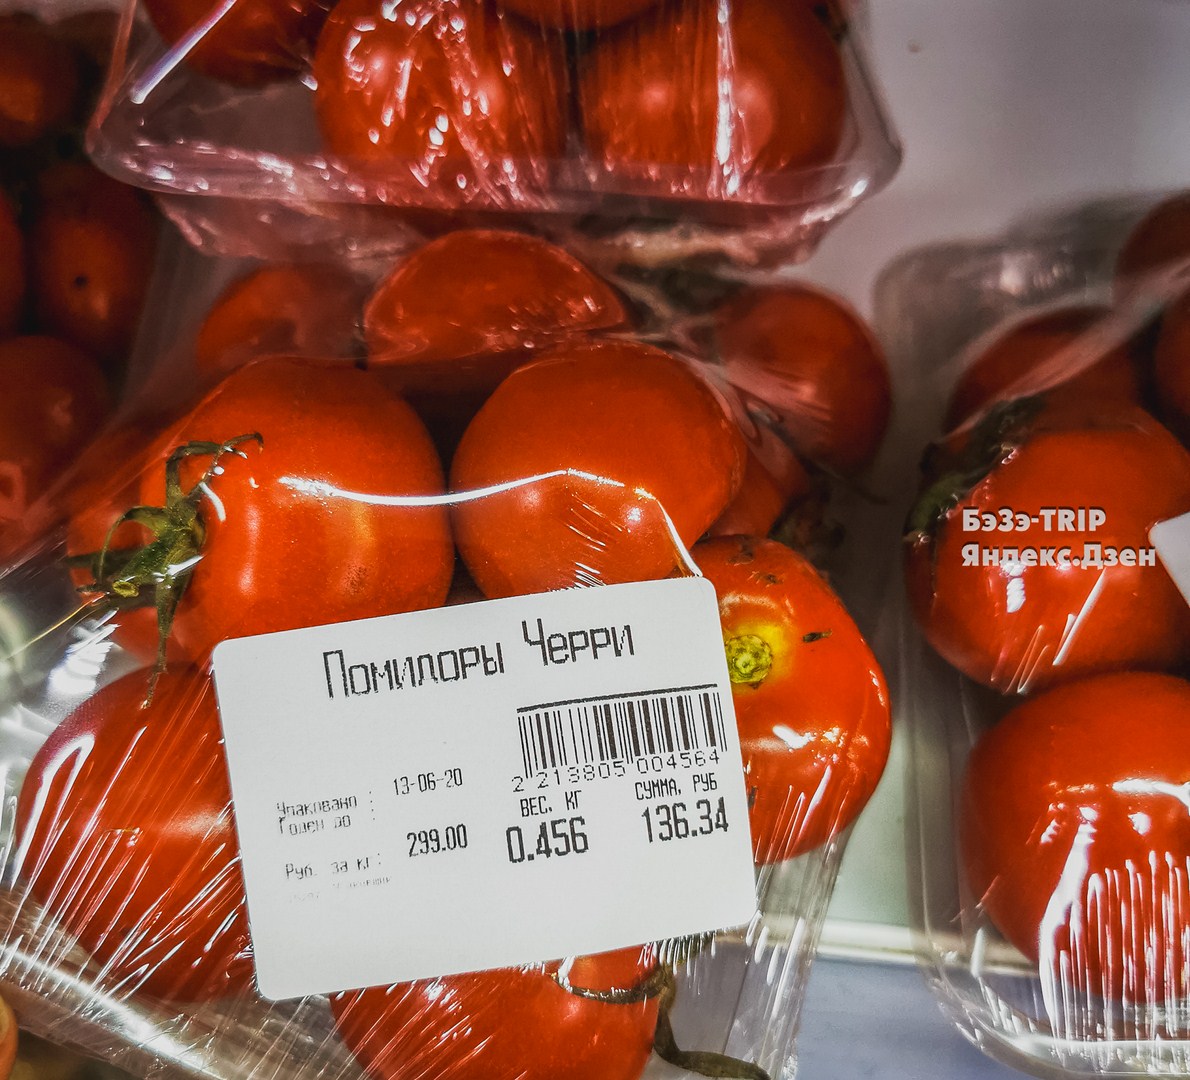 Помидоры Черри
2 213805 004564
Упаковано : 13-06-20
Годен до :
ВЕС. КГ
СУММА, РУБ
Руб. за кг: 299.00
0.456
136.34
БэЗэ-TRIP
Яндекс.Дзен